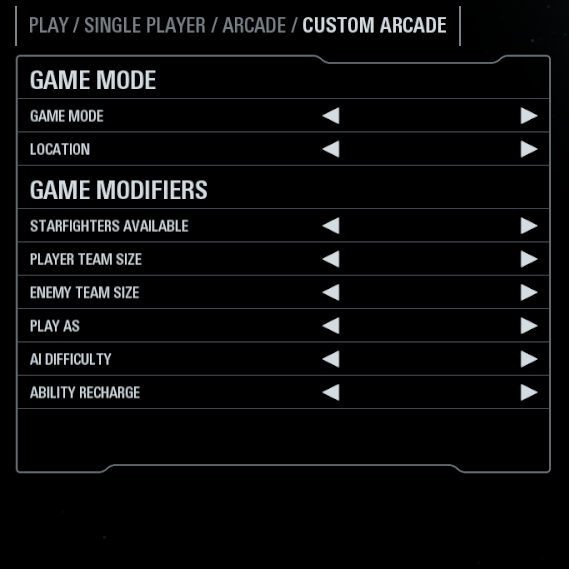 PLAY / SINGLE PLAYER / ARCADE / CUSTOM ARCADE
GAME MODE
GAME MODE
LOCATION
GAME MODIFIERS
STARFIGHTERS AVAILABLE
PLAYER TEAM SIZE
ENEMY TEAM SIZE
PLAY AS
AI DIFFICULTY
ABILITY RECHARGE